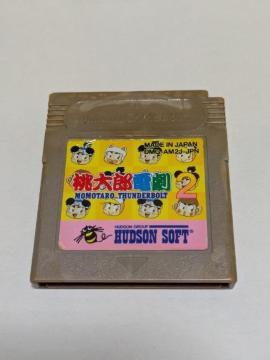 MADE IN JAPAN
DMG-AM2J-JPN
桃太郎電劇2
MOMOTARO THUNDERBOLT
HUDSON GROUP
HUDSON SOFT